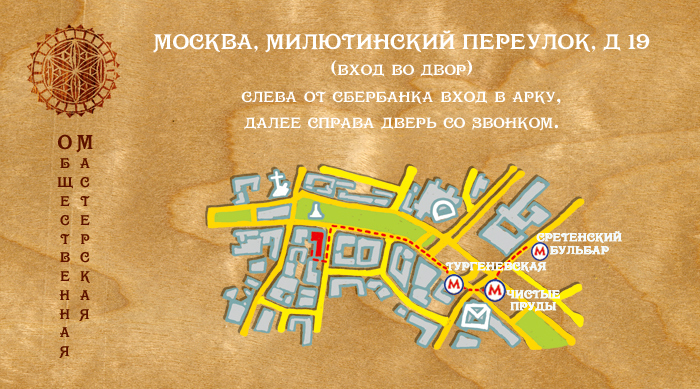 МОСКВА, МИЛЮТИНСКИЙ ПЕРЕУЛОК, Д 19
(ВХОД ВО ДВОР)
СЛЕВА ОТ СБЕРБАНКА ВХОД В АРКУ,
ДАЛЕЕ СПРАВА ДВЕРЬ СО ЗВОНКОМ.
ОБЩЕСТВЕННАЯ
МАСТЕРСКАЯ
СРЕТЕНСКИЙ
БУЛЬБАР
ТУРГЕНЕВСКАЯ
М
М
М
ЧИСТЫЕ
ПРУДЫ